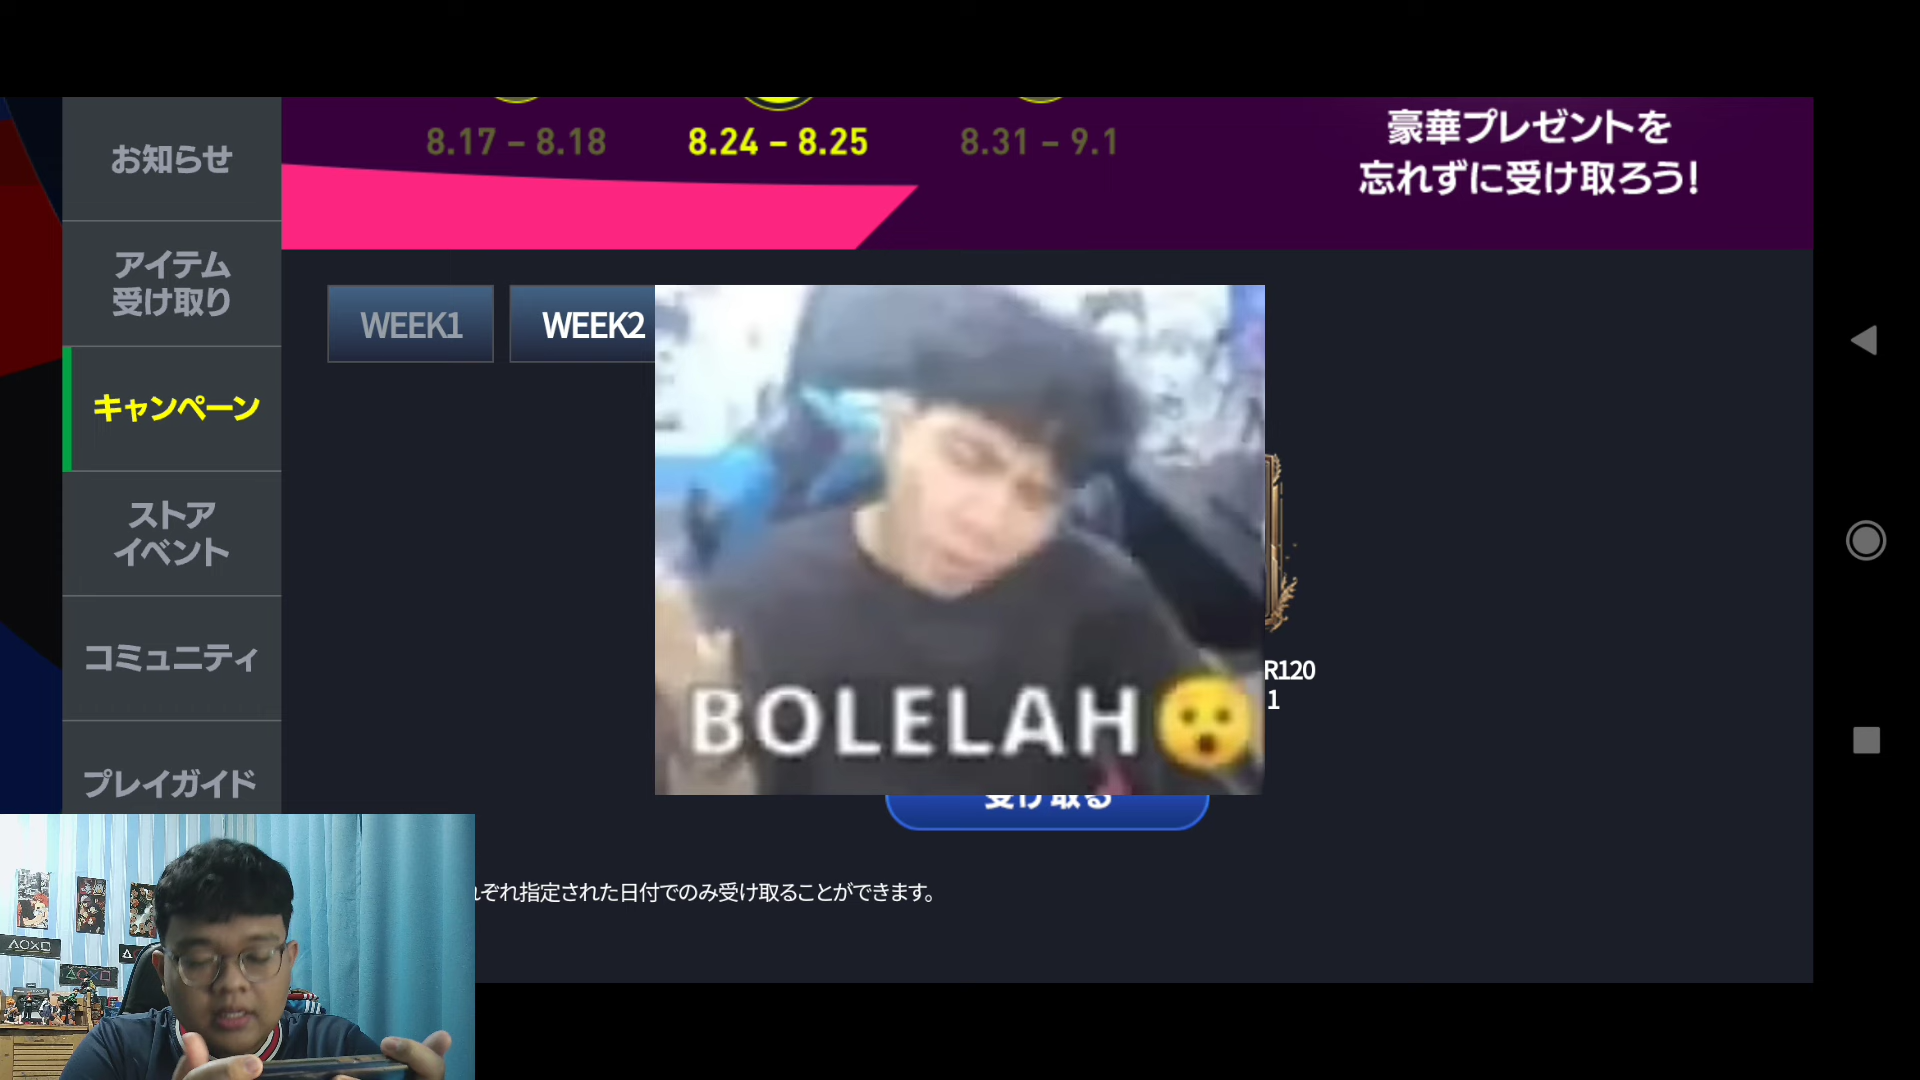 8.17 – 8.18
8.24 – 8.25
8.31 – 9.1
豪華プレゼントを
忘れずに受け取ろう!
お知らせ
アイテム
受け取り
キャンペーン
ストア
イベント
コミュニティ
プレイガイド
WEEK1
WEEK2
BOLELAH
R120
1
受け取る
ぞれ指定された日付でのみ受け取ることができます。